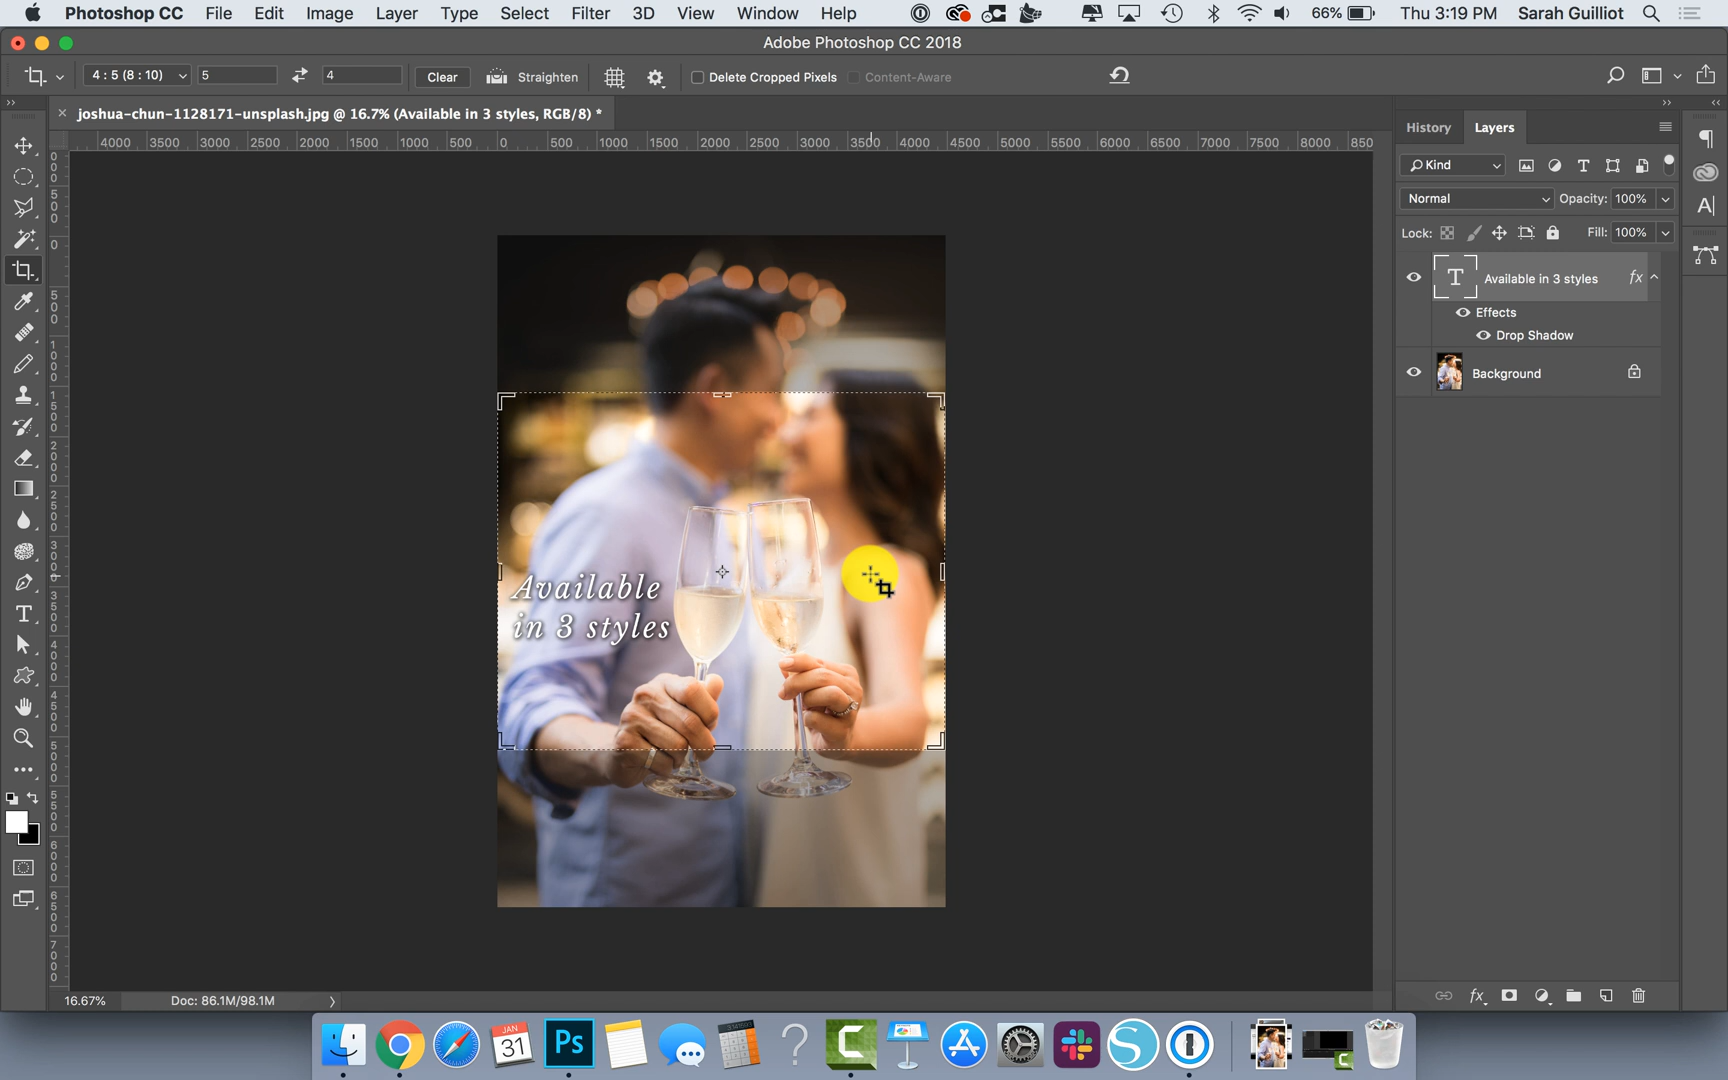 Photoshop CC File Edit Image Layer Type Select Filter 3D View Window Help 66% Thu 3:19 PM Sarah Guilliot
Adobe Photoshop CC 2018
4 : 5 (8 : 10) 5 4 Clear Straighten Delete Cropped Pixels Content-Aware
joshua-chun-1128171-unsplash.jpg @ 16.7% (Available in 3 styles, RGB/8) *
4000 3500 3000 2500 2000 1500 1000 500 0 500 1000 1500 2000 2500 3000 3500 4000 4500 5000 5500 6000 6500 7000 7500 8000 850
History Layers
Kind
Normal Opacity: 100%
Lock: Fill: 100%
Available in 3 styles fx
Effects
Drop Shadow
Background
Available
in 3 styles
16.67% Doc: 86.1M/98.1M
fx
JAN
31
Ps